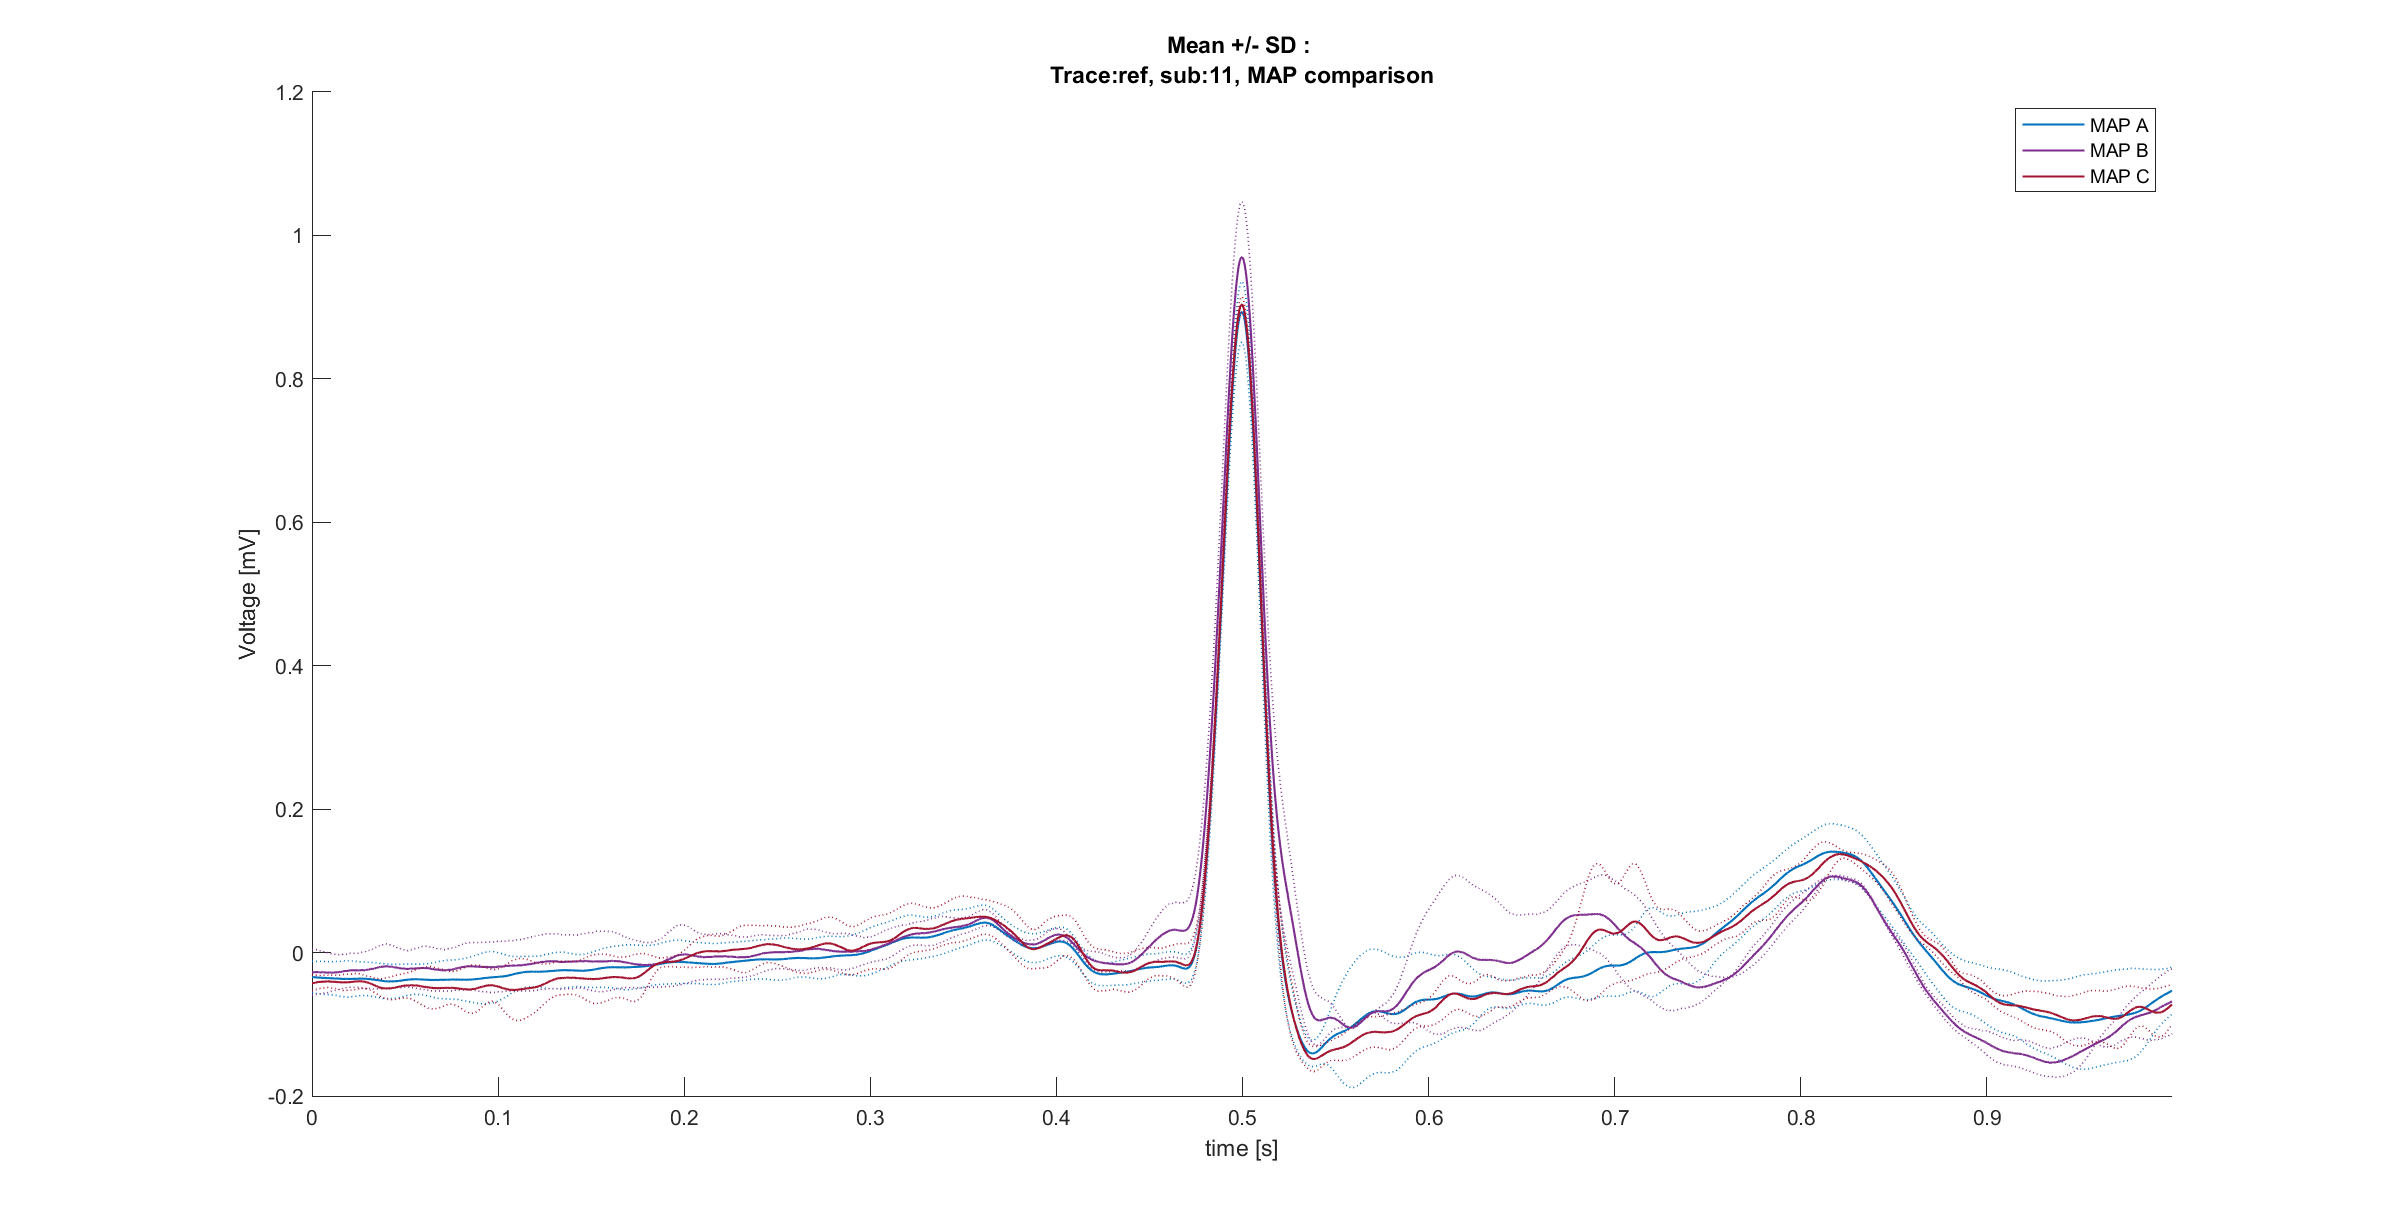 Mean +/- SD :
Trace:ref, sub:11, MAP comparison
1.2
1
0.8
0.6
0.4
0.2
0
-0.2
Voltage [mV]
MAP A
MAP B
MAP C
0 0.1 0.2 0.3 0.4 0.5 0.6 0.7 0.8 0.9
time [s]